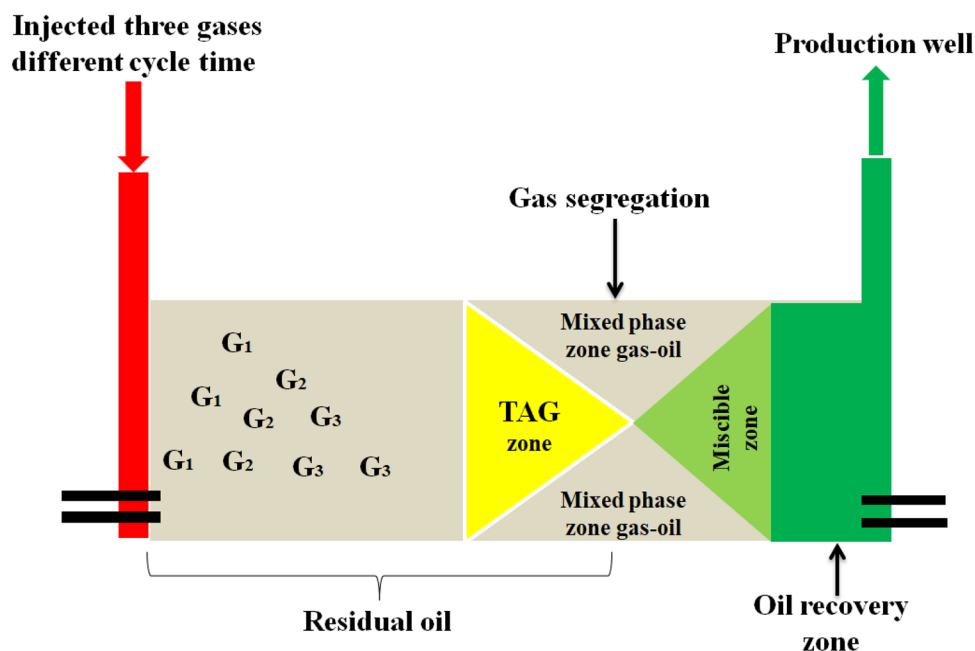 Injected three gases
different cycle time
Production well
Gas segregation
Mixed phase
zone gas-oil
G1
G2
G1
G2
G3
G1
G2
G3
G3
TAG
zone
Miscible
zone
Mixed phase
zone gas-oil
Residual oil
Oil recovery
zone